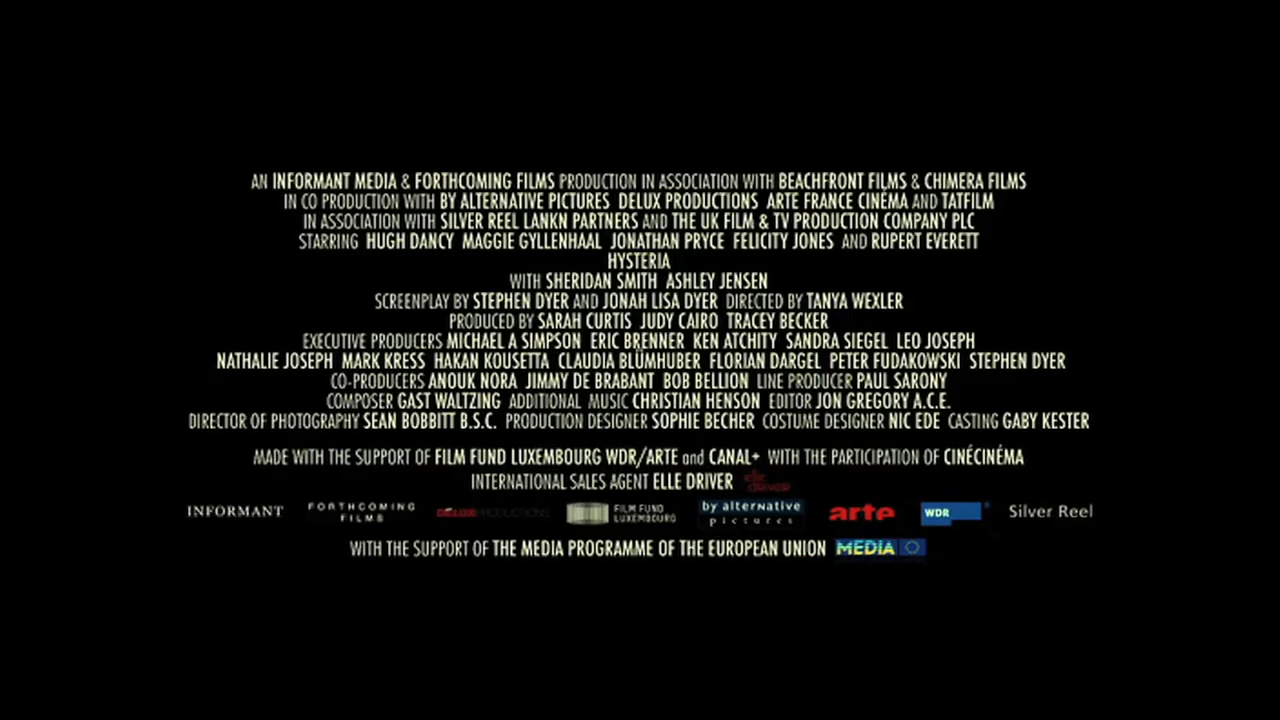 AN INFORMANT MEDIA & FORTHCOMING FILMS PRODUCTION IN ASSOCIATION WITH BEACHFRONT FILMS & CHIMERA FILMS
IN CO PRODUCTION WITH BY ALTERNATIVE PICTURES DELUX PRODUCTIONS ARTE FRANCE CINÉMA AND TATFILM
IN ASSOCIATION WITH SILVER REEL LANKN PARTNERS AND THE UK FILM & TV PRODUCTION COMPANY PLC
STARRING HUGH DANCY MAGGIE GYLLENHAAL JONATHAN PRYCE FELICITY JONES AND RUPERT EVERETT
HYSTERIA
WITH SHERIDAN SMITH ASHLEY JENSEN
SCREENPLAY BY STEPHEN DYER AND JONAH LISA DYER DIRECTED BY TANYA WEXLER
PRODUCED BY SARAH CURTIS JUDY CAIRO TRACEY BECKER
EXECUTIVE PRODUCERS MICHAEL A SIMPSON ERIC BRENNER KEN ATCHITY SANDRA SIEGEL LEO JOSEPH
NATHALIE JOSEPH MARK KRESS HAKAN KOUSETTA CLAUDIA BLÜMHUBER FLORIAN DARGEL PETER FUDAKOWSKI STEPHEN DYER
CO-PRODUCERS ANOUK NORA JIMMY DE BRABANT BOB BELLION LINE PRODUCER PAUL SARONY
COMPOSER GAST WALTZING ADDITIONAL MUSIC CHRISTIAN HENSON EDITOR JON GREGORY A.C.E.
DIRECTOR OF PHOTOGRAPHY SEAN BOBBITT B.S.C. PRODUCTION DESIGNER SOPHIE BECHER COSTUME DESIGNER NIC EDE CASTING GABY KESTER
MADE WITH THE SUPPORT OF FILM FUND LUXEMBOURG WDR/ARTE and CANAL+ WITH THE PARTICIPATION OF CINÉCINÉMA
INTERNATIONAL SALES AGENT ELLE DRIVER elle DRIVER
INFORMANT FORTHCOMING FILMS DELUXPRODUCTIONS FILM FUND LUXEMBOURG by alternative pictures arte WDR Silver Reel
WITH THE SUPPORT OF THE MEDIA PROGRAMME OF THE EUROPEAN UNION MEDIA